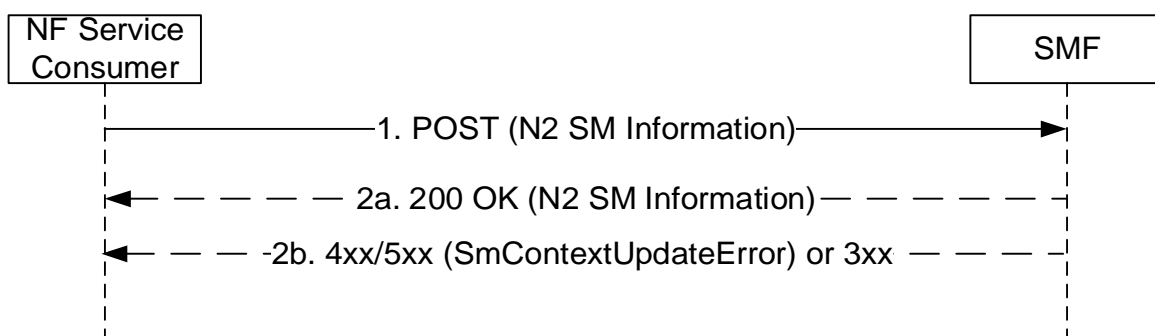 NF Service
Consumer
SMF
1. POST (N2 SM Information)
2a. 200 OK (N2 SM Information)
2b. 4xx/5xx (SmContextUpdateError) or 3xx